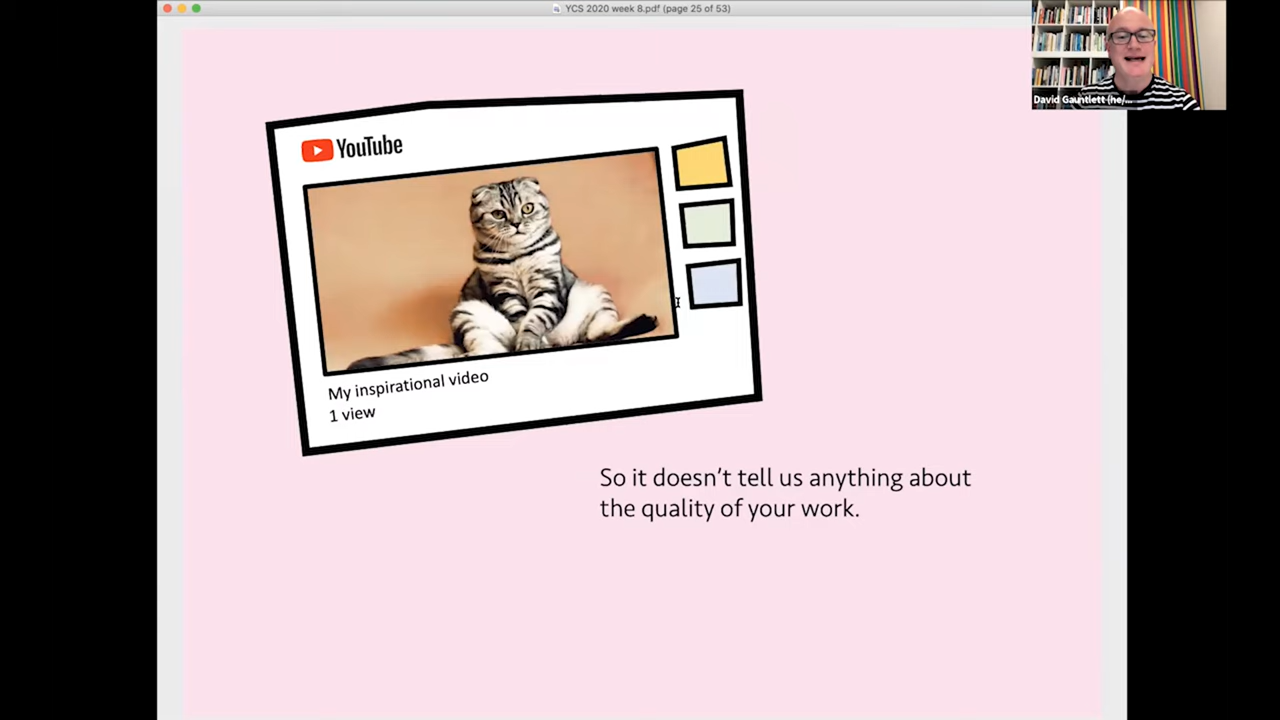 YCS 2020 week 8.pdf (page 25 of 53)
David Gauntlett (he/...
YouTube
My inspirational video
1 view
So it doesn't tell us anything about
the quality of your work.